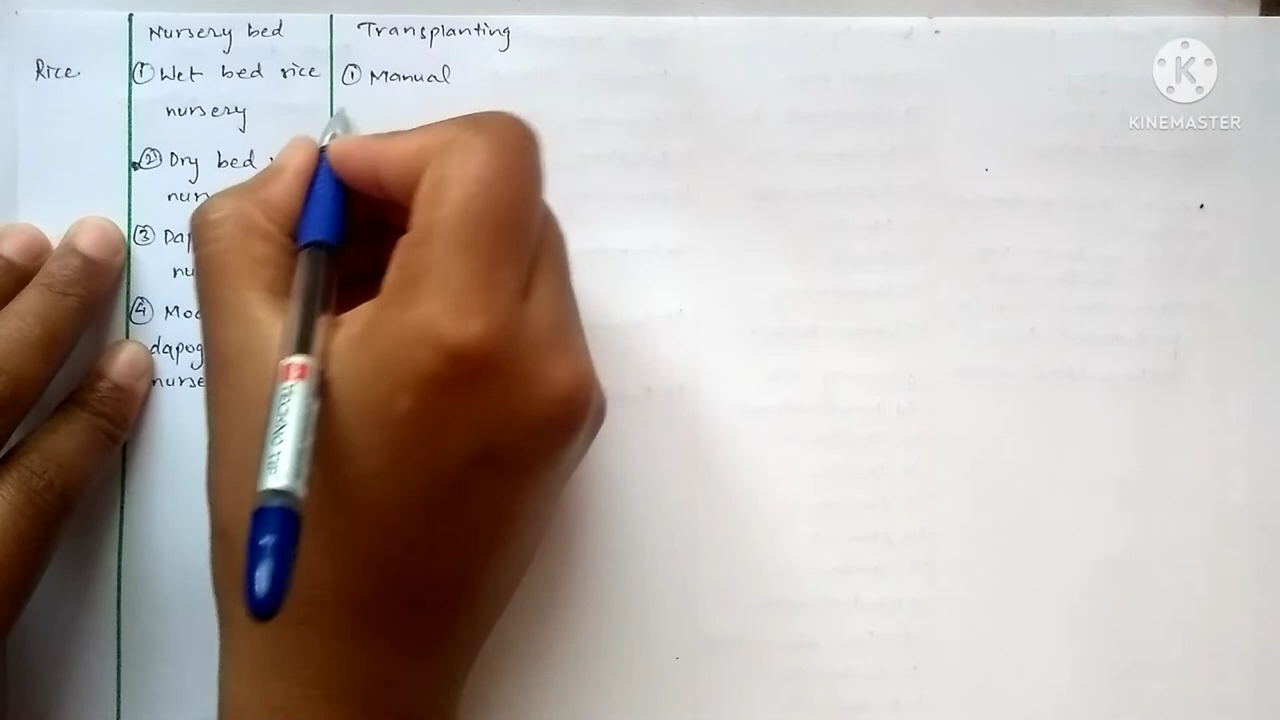 Nursery bed
Transplanting
Rice
① Wet bed rice
nursery
① Manual
② Dry bed
③
④
KINEMASTER